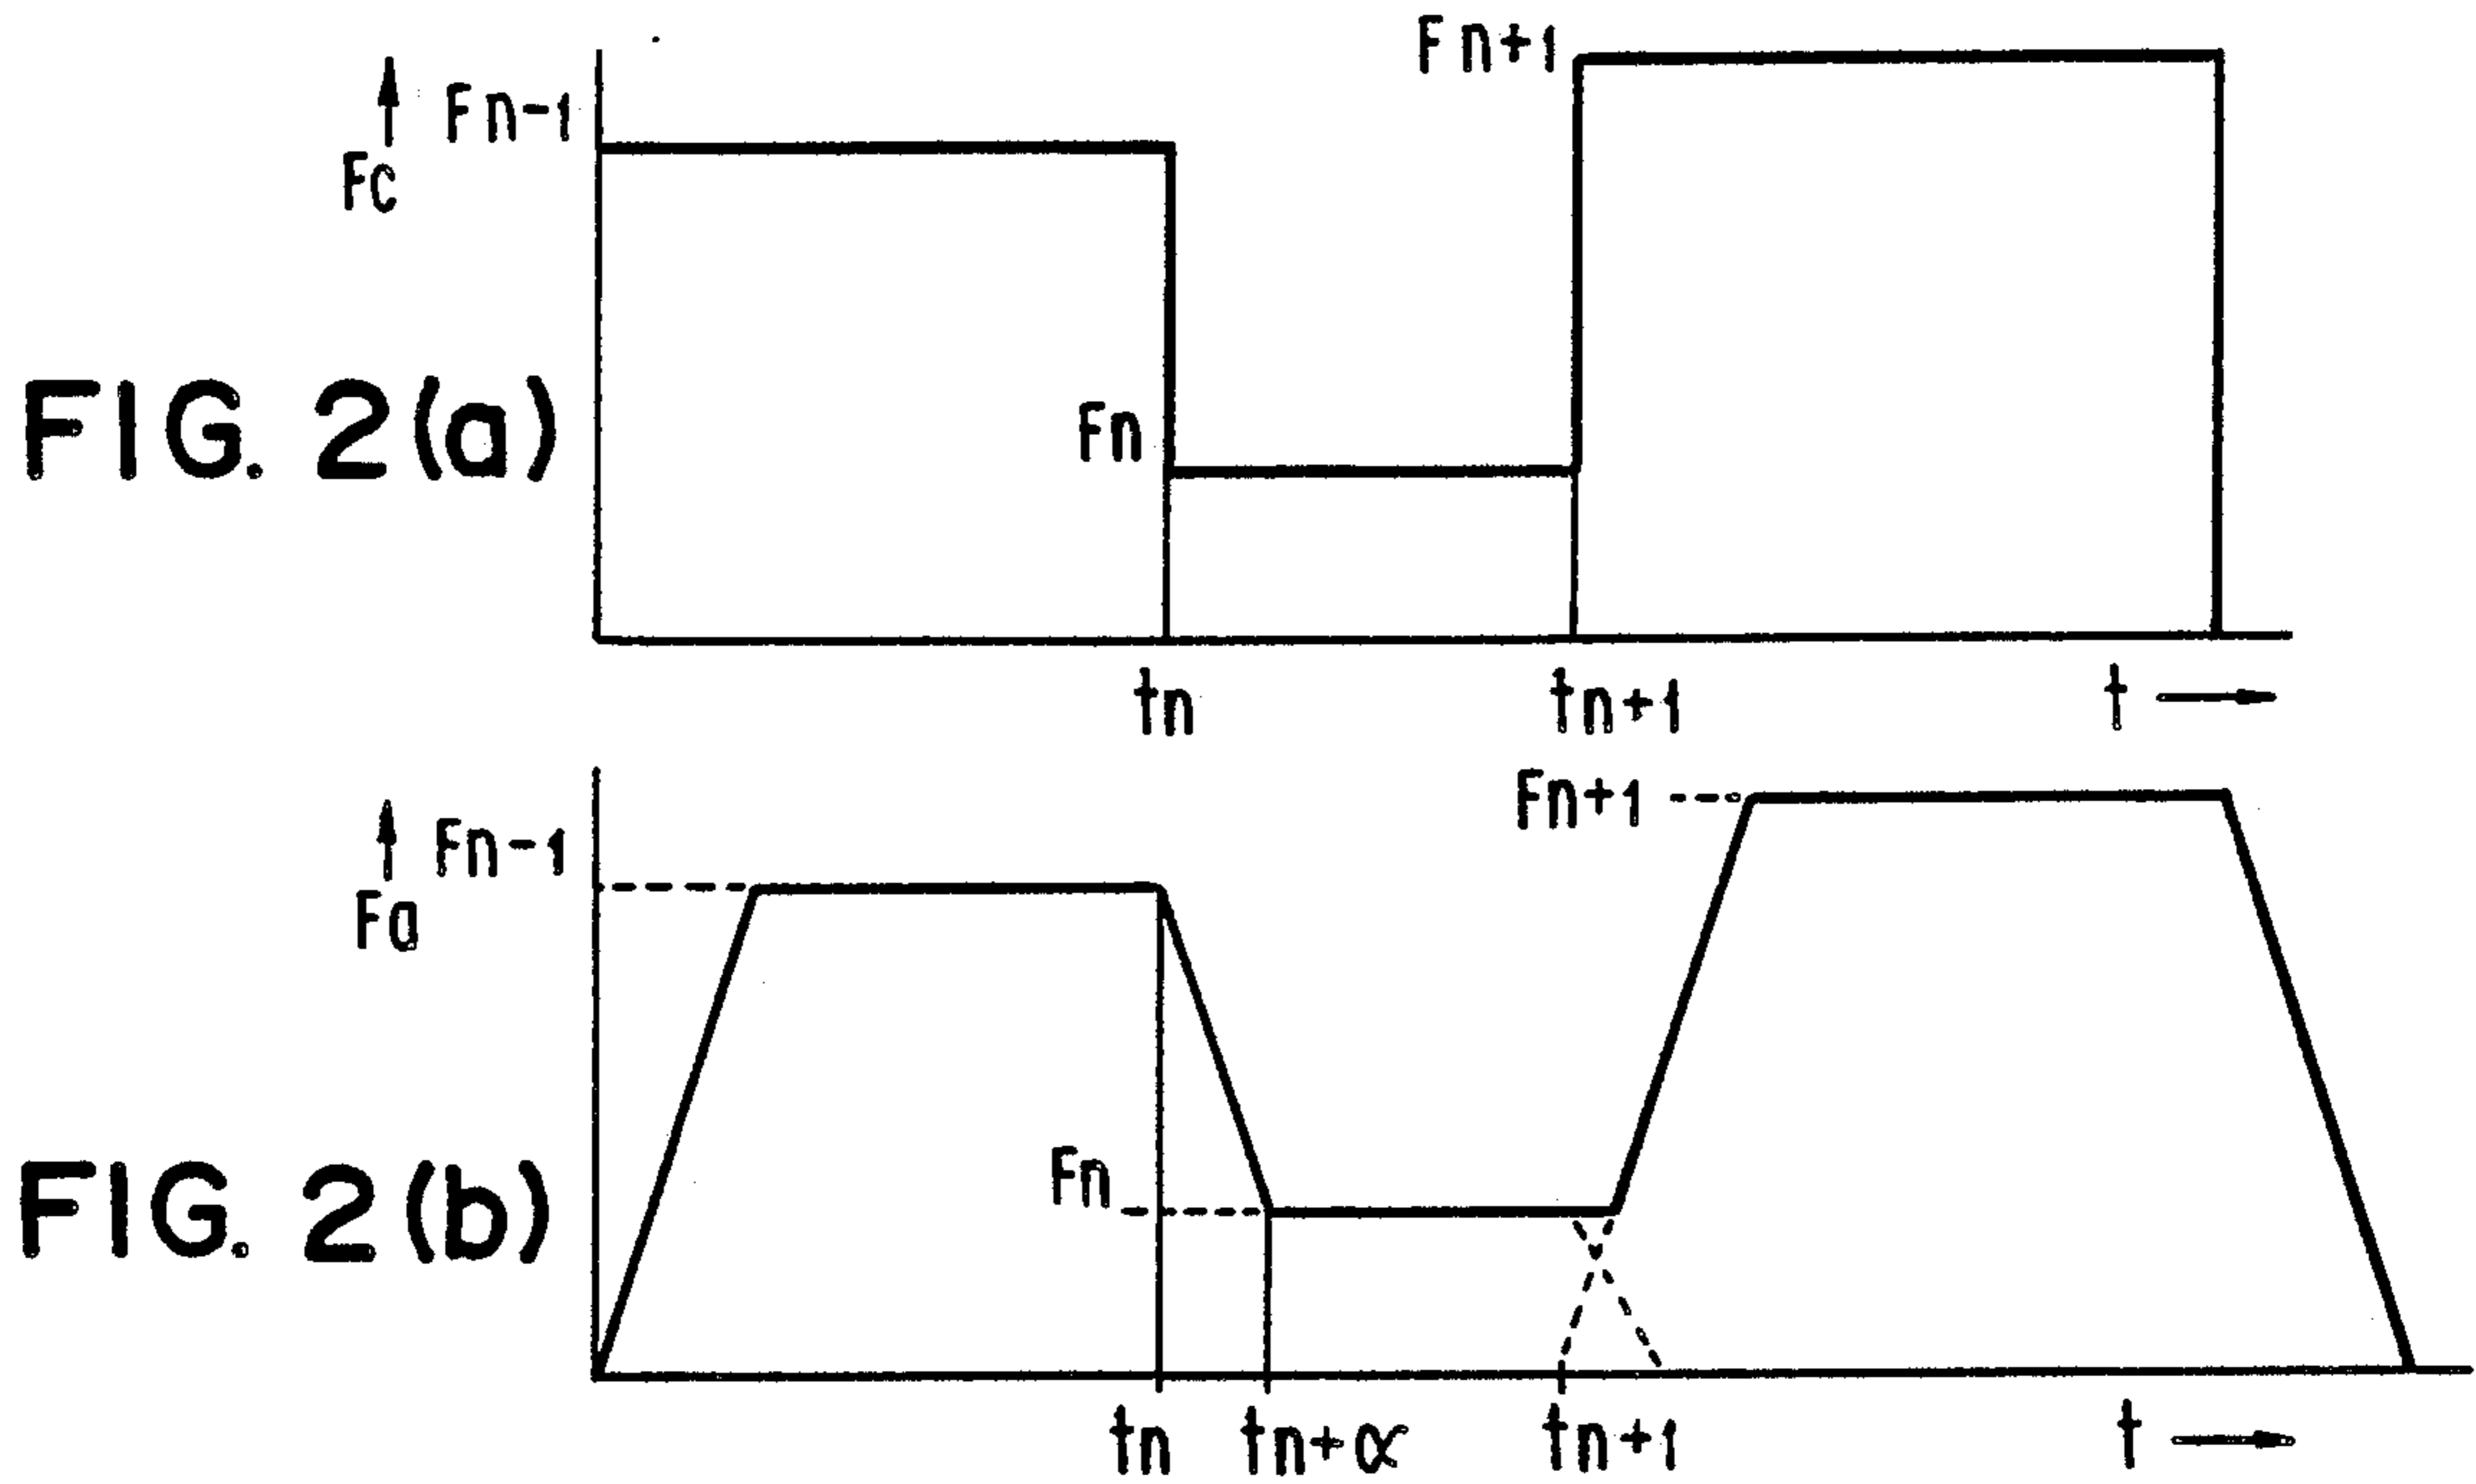 Fn+1
Fn-1
Fc
FIG. 2(a)
Fn
tn
tn+1
t
Fn+1
Fn-1
Fa
FIG. 2(b)
Fn
tn
tn+α
tn+1
t